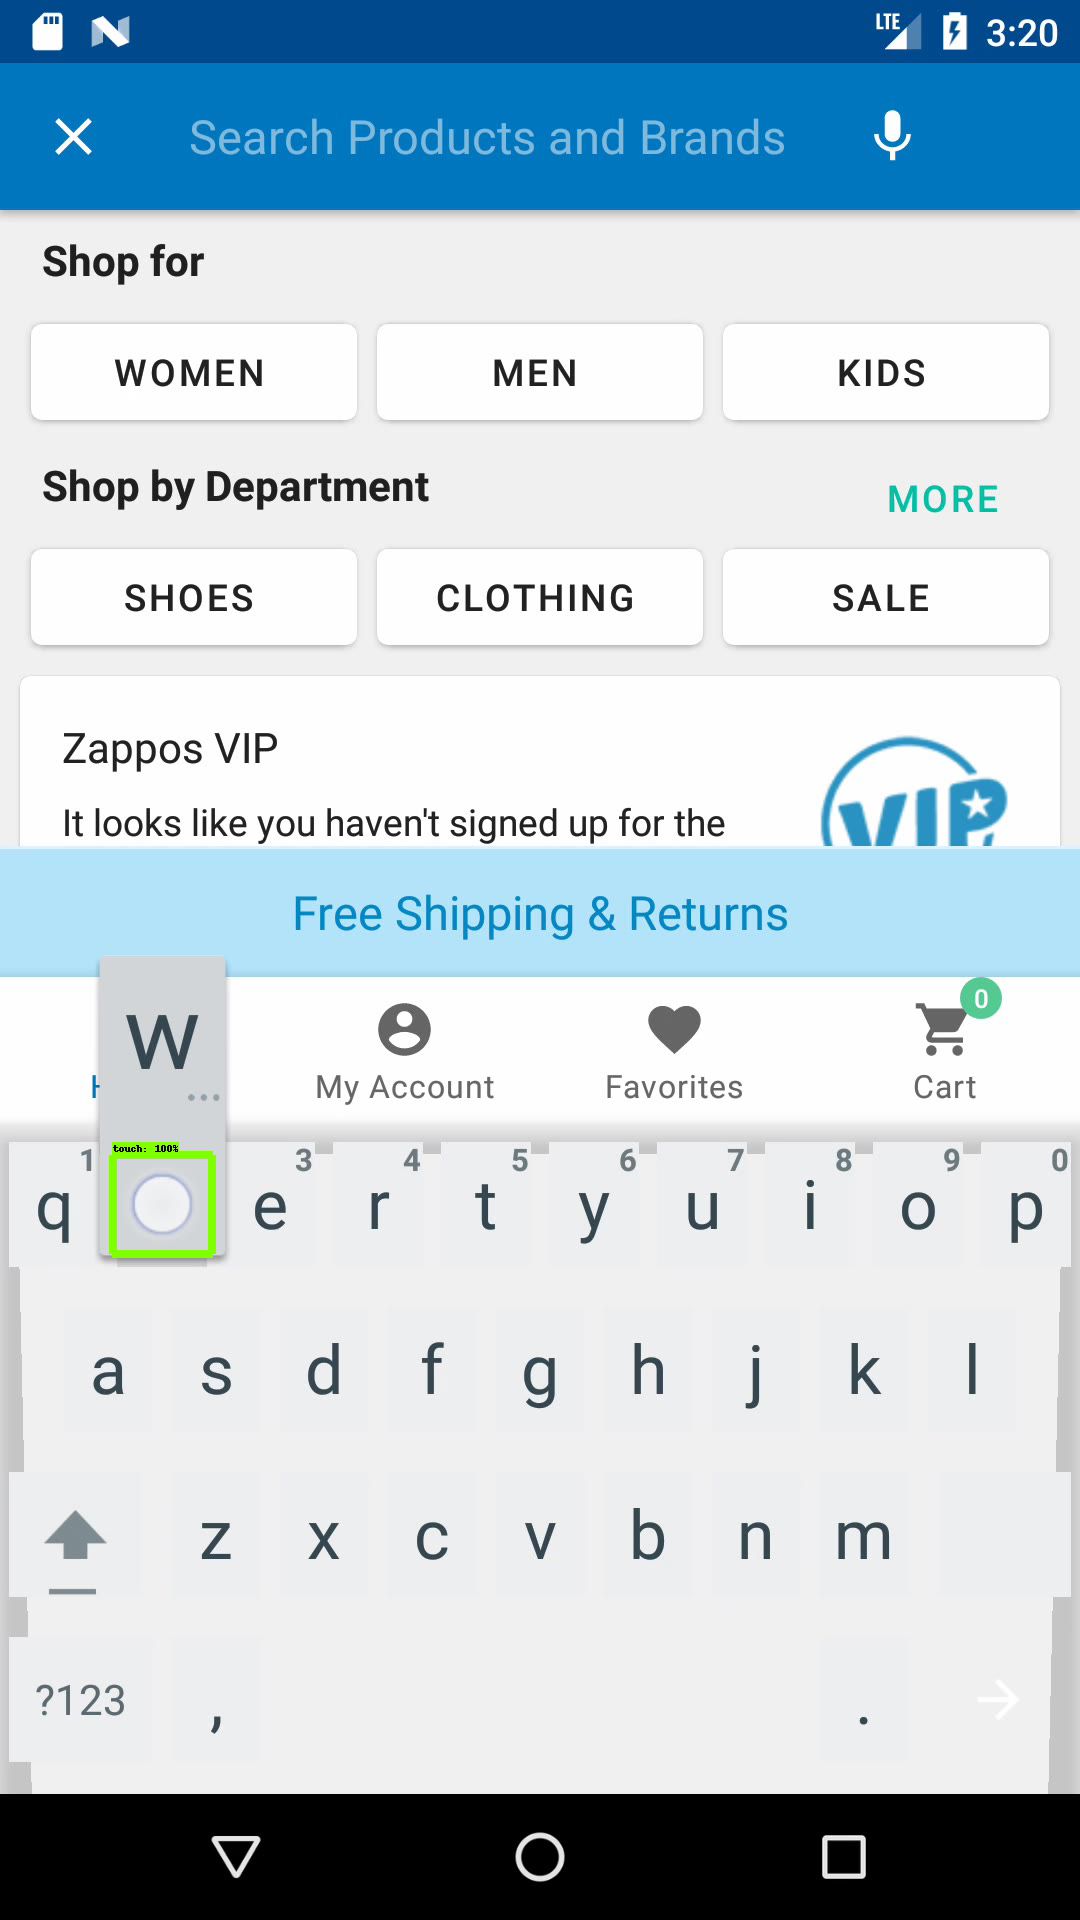 LTE 3:20
Search Products and Brands
Shop for
WOMEN MEN KIDS
Shop by Department MORE
SHOES CLOTHING SALE
Zappos VIP
It looks like you haven't signed up for the
VIP
Free Shipping & Returns
0
My Account Favorites Cart
w
touch: 100%
1 3 4 5 6 7 8 9 0
q e r t y u i o p
a s d f g h j k l
z x c v b n m
?123 , .